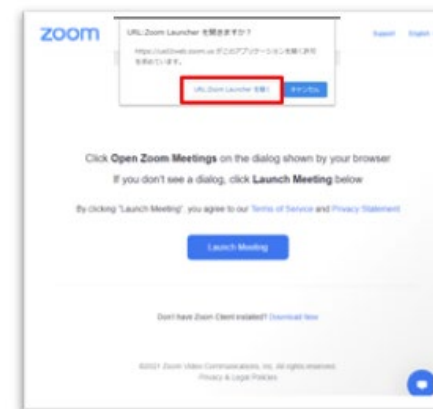 zoom
URL:Zoom Launcher を開きますか？
https://us02web.zoom.us がこのアプリケーションを開く許可
を求めています。
URL:Zoom Launcher を開く
キャンセル
Support
English
Click Open Zoom Meetings on the dialog shown by your browser
If you don't see a dialog, click Launch Meeting below
By clicking "Launch Meeting", you agree to our Terms of Service and Privacy Statement
Launch Meeting
Don't have Zoom Client installed? Download Now
©2021 Zoom Video Communications, Inc. All rights reserved.
Privacy & Legal Policies